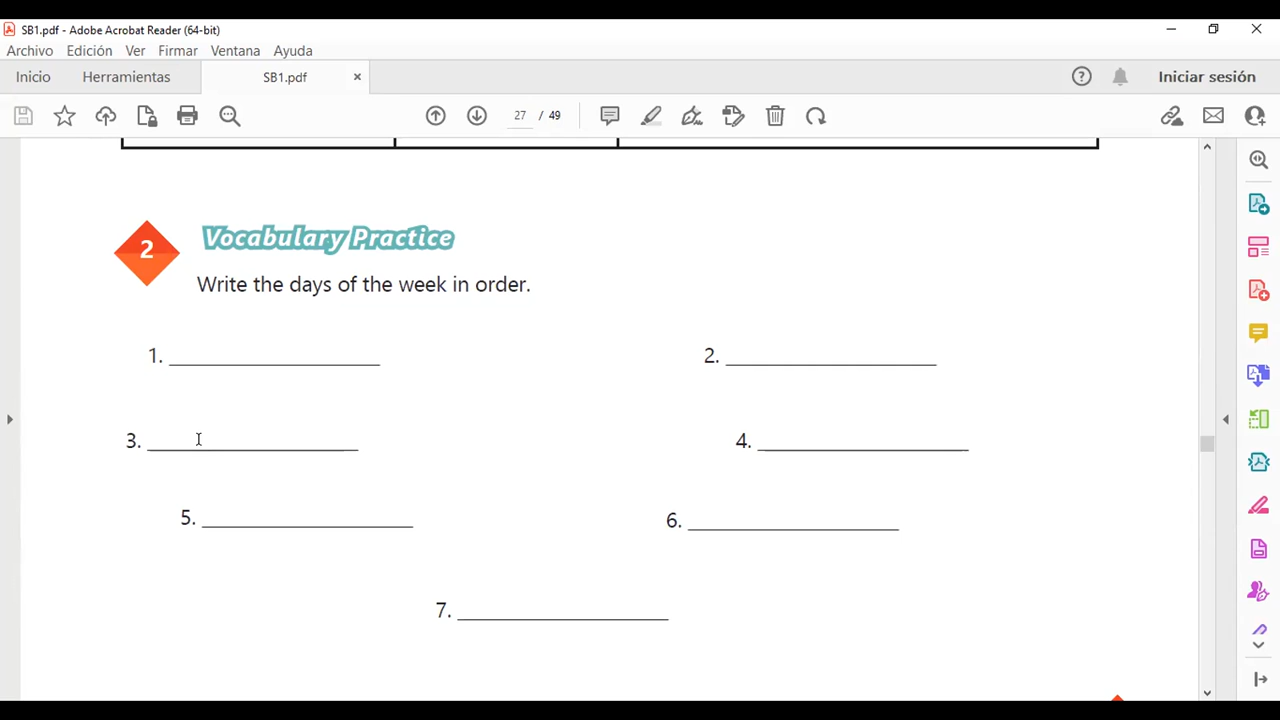 SB1.pdf - Adobe Acrobat Reader (64-bit)
Archivo Edición Ver Firmar Ventana Ayuda
Inicio Herramientas SB1.pdf × Iniciar sesión
27 / 49
2 Vocabulary Practice
Write the days of the week in order.
1. ____________________ 2. ____________________
3. ____________________ 4. ____________________
5. ____________________ 6. ____________________
7. ____________________